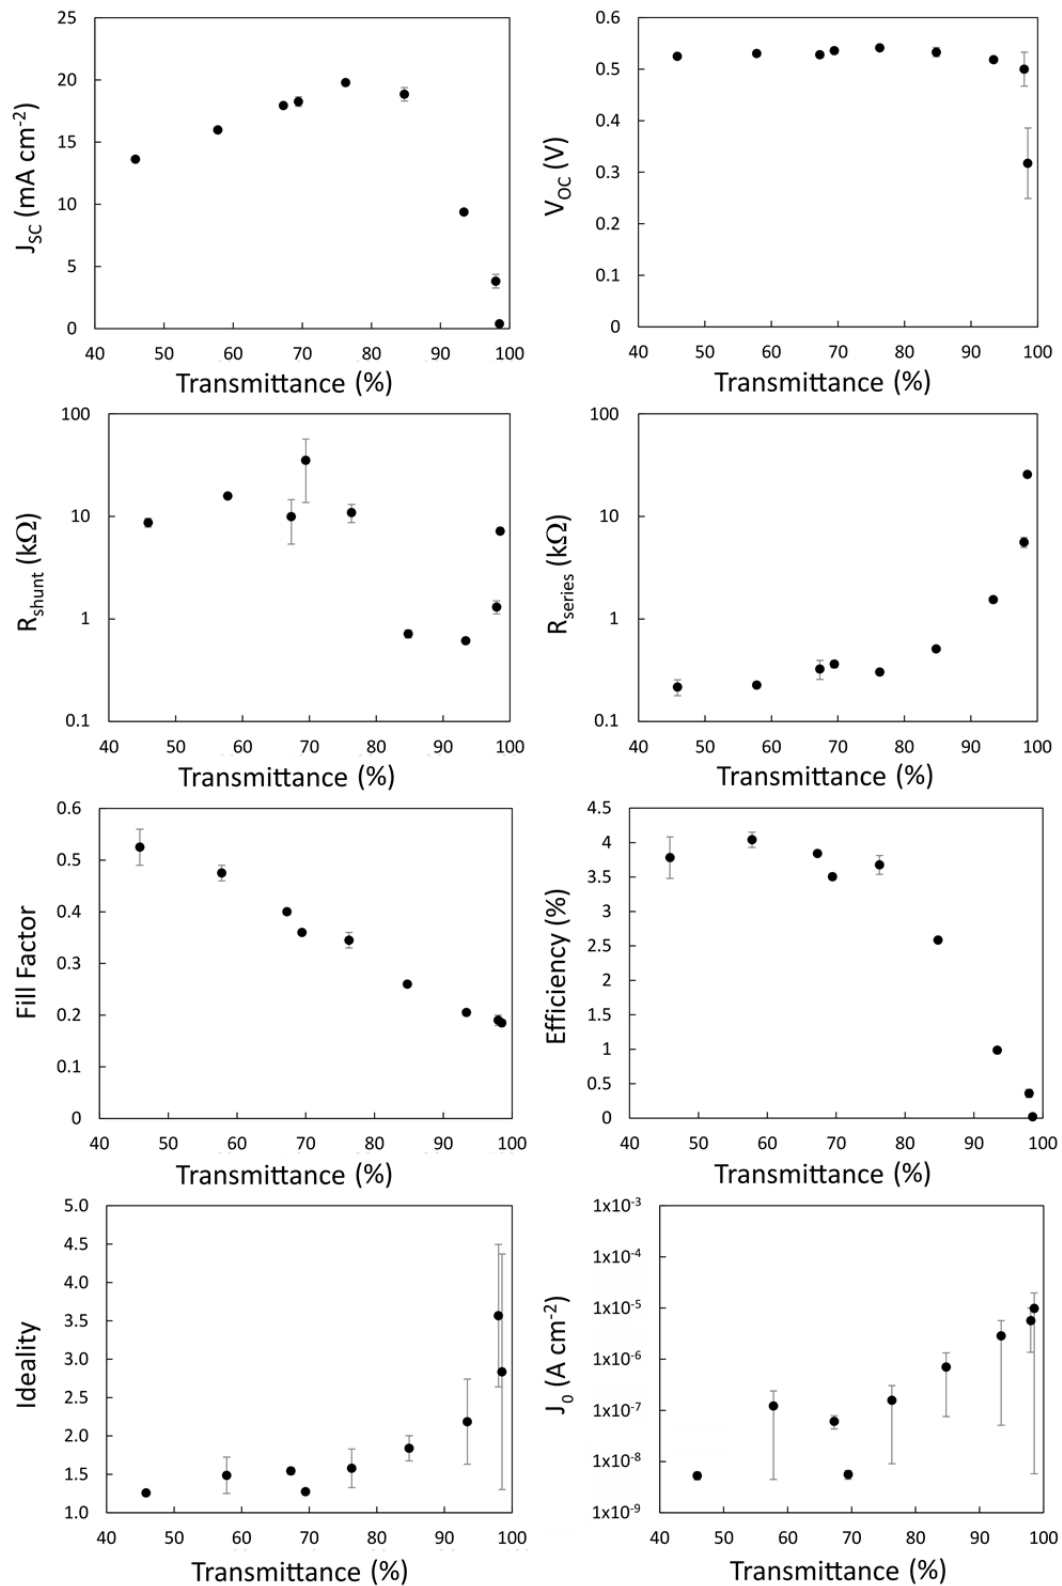 25
20
15
10
5
0
J_SC (mA cm^-2)
40 50 60 70 80 90 100
Transmittance (%)
0.6
0.5
0.4
0.3
0.2
0.1
0
V_OC (V)
40 50 60 70 80 90 100
Transmittance (%)
100
10
1
0.1
R_shunt (kΩ)
40 50 60 70 80 90 100
Transmittance (%)
100
10
1
0.1
R_series (kΩ)
40 50 60 70 80 90 100
Transmittance (%)
0.6
0.5
0.4
0.3
0.2
0.1
0
Fill Factor
40 50 60 70 80 90 100
Transmittance (%)
4.5
4
3.5
3
2.5
2
1.5
1
0.5
0
Efficiency (%)
40 50 60 70 80 90 100
Transmittance (%)
5.0
4.5
4.0
3.5
3.0
2.5
2.0
1.5
1.0
Ideality
40 50 60 70 80 90 100
Transmittance (%)
1x10^-3
1x10^-4
1x10^-5
1x10^-6
1x10^-7
1x10^-8
1x10^-9
J_0 (A cm^-2)
40 50 60 70 80 90 100
Transmittance (%)